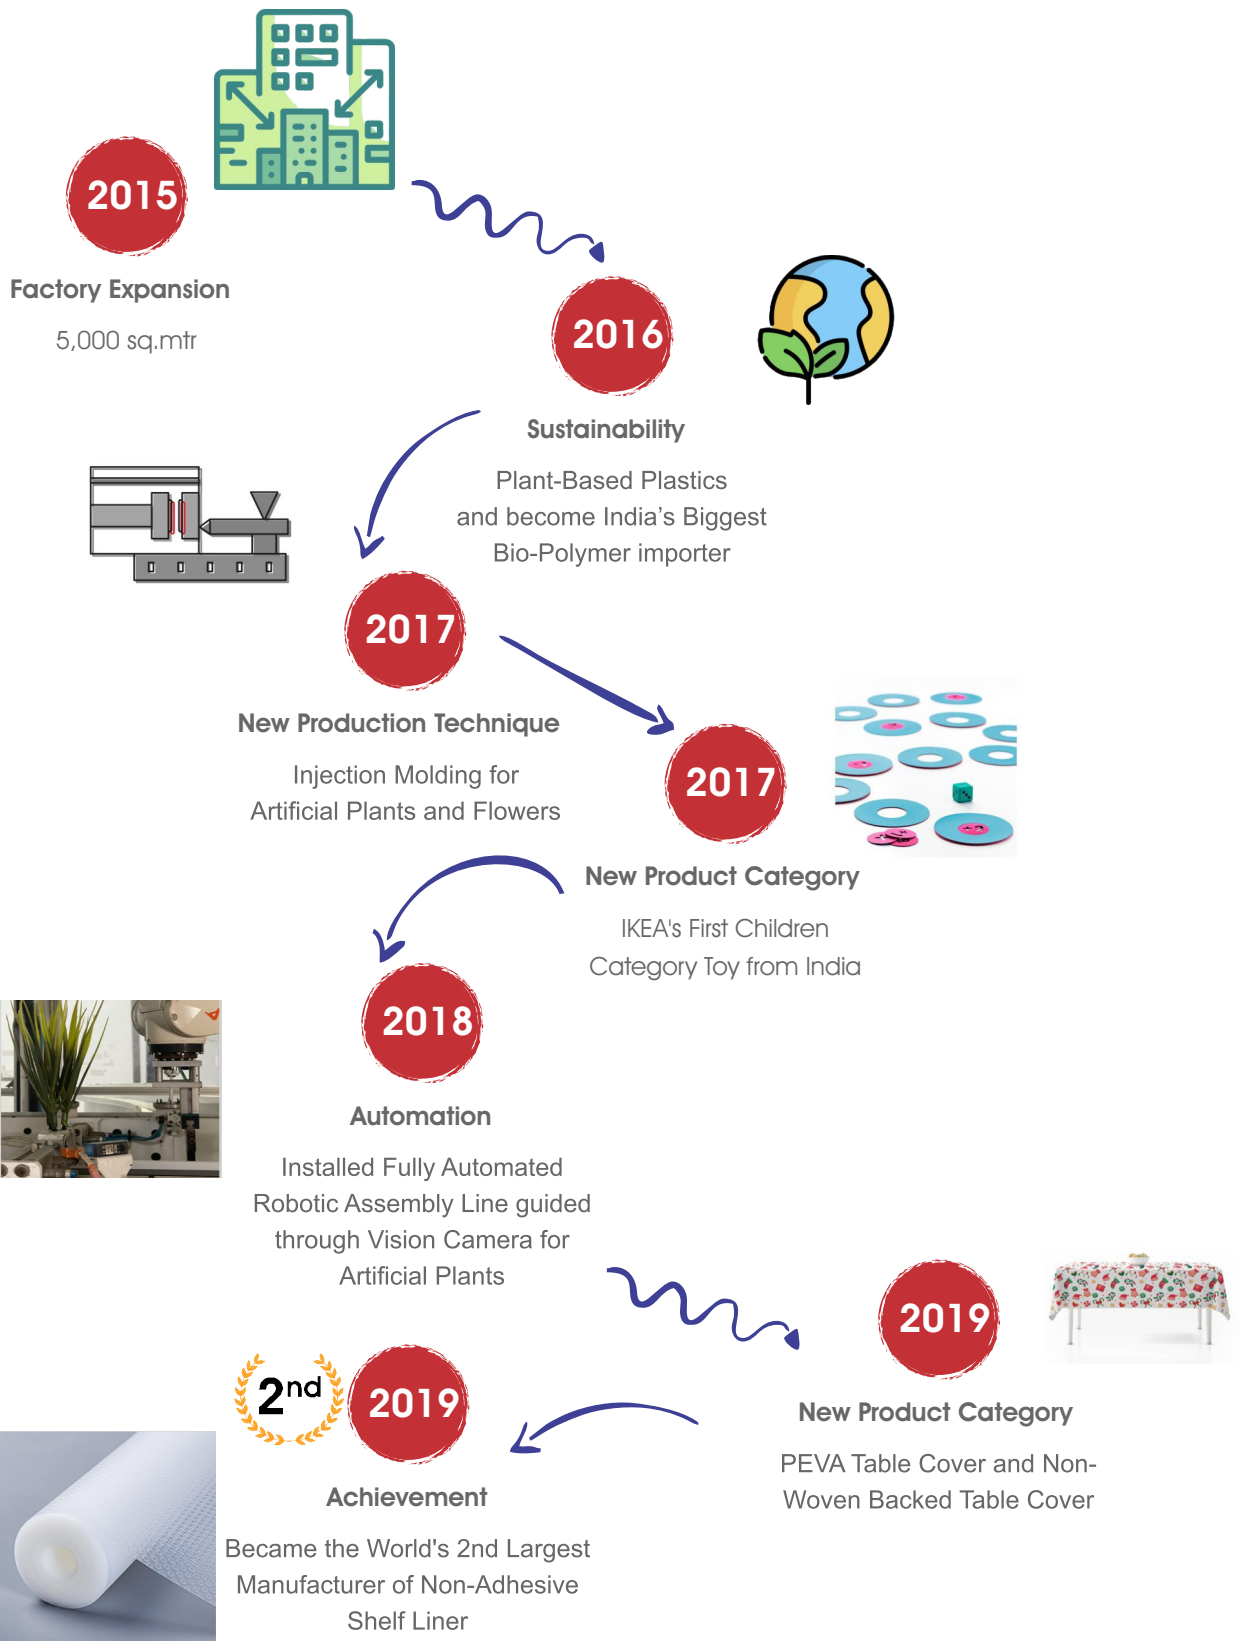 2015
Factory Expansion
5,000 sq.mtr
2016
Sustainability
Plant-Based Plastics
and become India’s Biggest
Bio-Polymer importer
2017
New Production Technique
Injection Molding for
Artificial Plants and Flowers
2017
New Product Category
IKEA's First Children
Category Toy from India
2018
Automation
Installed Fully Automated
Robotic Assembly Line guided
through Vision Camera for
Artificial Plants
2019
New Product Category
PEVA Table Cover and Non-
Woven Backed Table Cover
2nd
2019
Achievement
Became the World's 2nd Largest
Manufacturer of Non-Adhesive
Shelf Liner